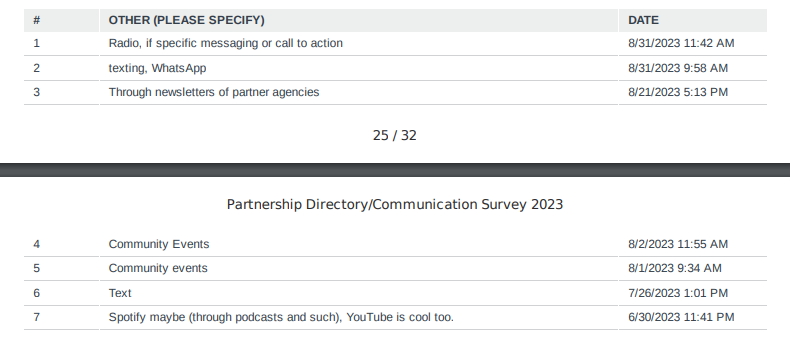 # OTHER (PLEASE SPECIFY) DATE
1 Radio, if specific messaging or call to action 8/31/2023 11:42 AM
2 texting, WhatsApp 8/31/2023 9:58 AM
3 Through newsletters of partner agencies 8/21/2023 5:13 PM
25 / 32
Partnership Directory/Communication Survey 2023
4 Community Events 8/2/2023 11:55 AM
5 Community events 8/1/2023 9:34 AM
6 Text 7/26/2023 1:01 PM
7 Spotify maybe (through podcasts and such), YouTube is cool too. 6/30/2023 11:41 PM